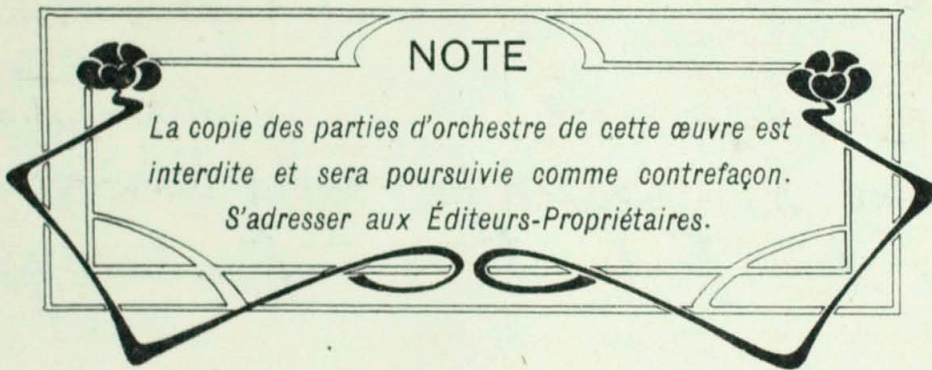 NOTE
La copie des parties d'orchestre de cette œuvre est
interdite et sera poursuivie comme contrefaçon.
S'adresser aux Éditeurs-Propriétaires.